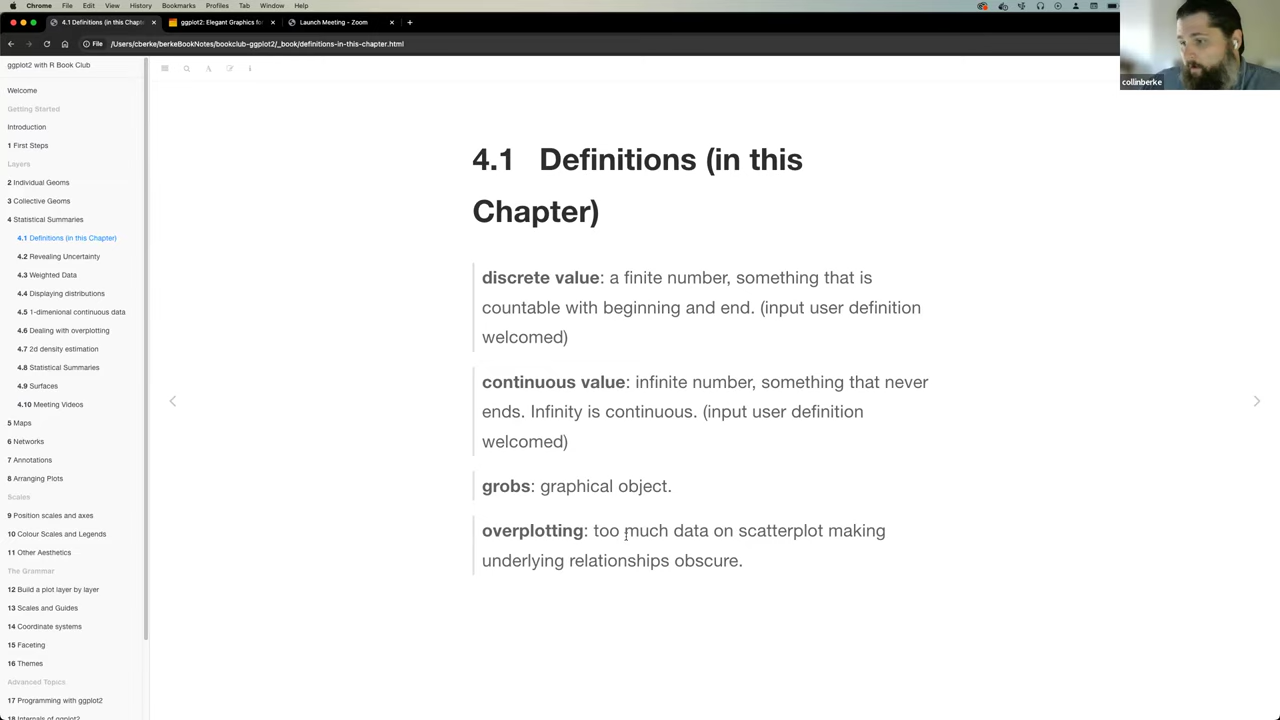 Chrome File Edit View History Bookmarks Profiles Tab Window Help
4.1 Definitions (in this Chapt
ggplot2: Elegant Graphics fo
Launch Meeting - Zoom
File /Users/cberke/berkeBookNotes/bookclub-ggplot2/_book/definitions-in-this-chapter.html
collinberke
ggplot2 with R Book Club
Welcome
Getting Started
Introduction
1 First Steps
Layers
2 Individual Geoms
3 Collective Geoms
4 Statistical Summaries
4.1 Definitions (in this Chapter)
4.2 Revealing Uncertainty
4.3 Weighted Data
4.4 Displaying distributions
4.5 1-dimenional continuous data
4.6 Dealing with overplotting
4.7 2d density estimation
4.8 Statistical Summaries
4.9 Surfaces
4.10 Meeting Videos
5 Maps
6 Networks
7 Annotations
8 Arranging Plots
Scales
9 Position scales and axes
10 Colour Scales and Legends
11 Other Aesthetics
The Grammar
12 Build a plot layer by layer
13 Scales and Guides
14 Coordinate systems
15 Faceting
16 Themes
Advanced Topics
17 Programming with ggplot2
18 Internals of ggplot2
4.1 Definitions (in this
Chapter)
discrete value: a finite number, something that is
countable with beginning and end. (input user definition
welcomed)
continuous value: infinite number, something that never
ends. Infinity is continuous. (input user definition
welcomed)
grobs: graphical object.
overplotting: too much data on scatterplot making
underlying relationships obscure.